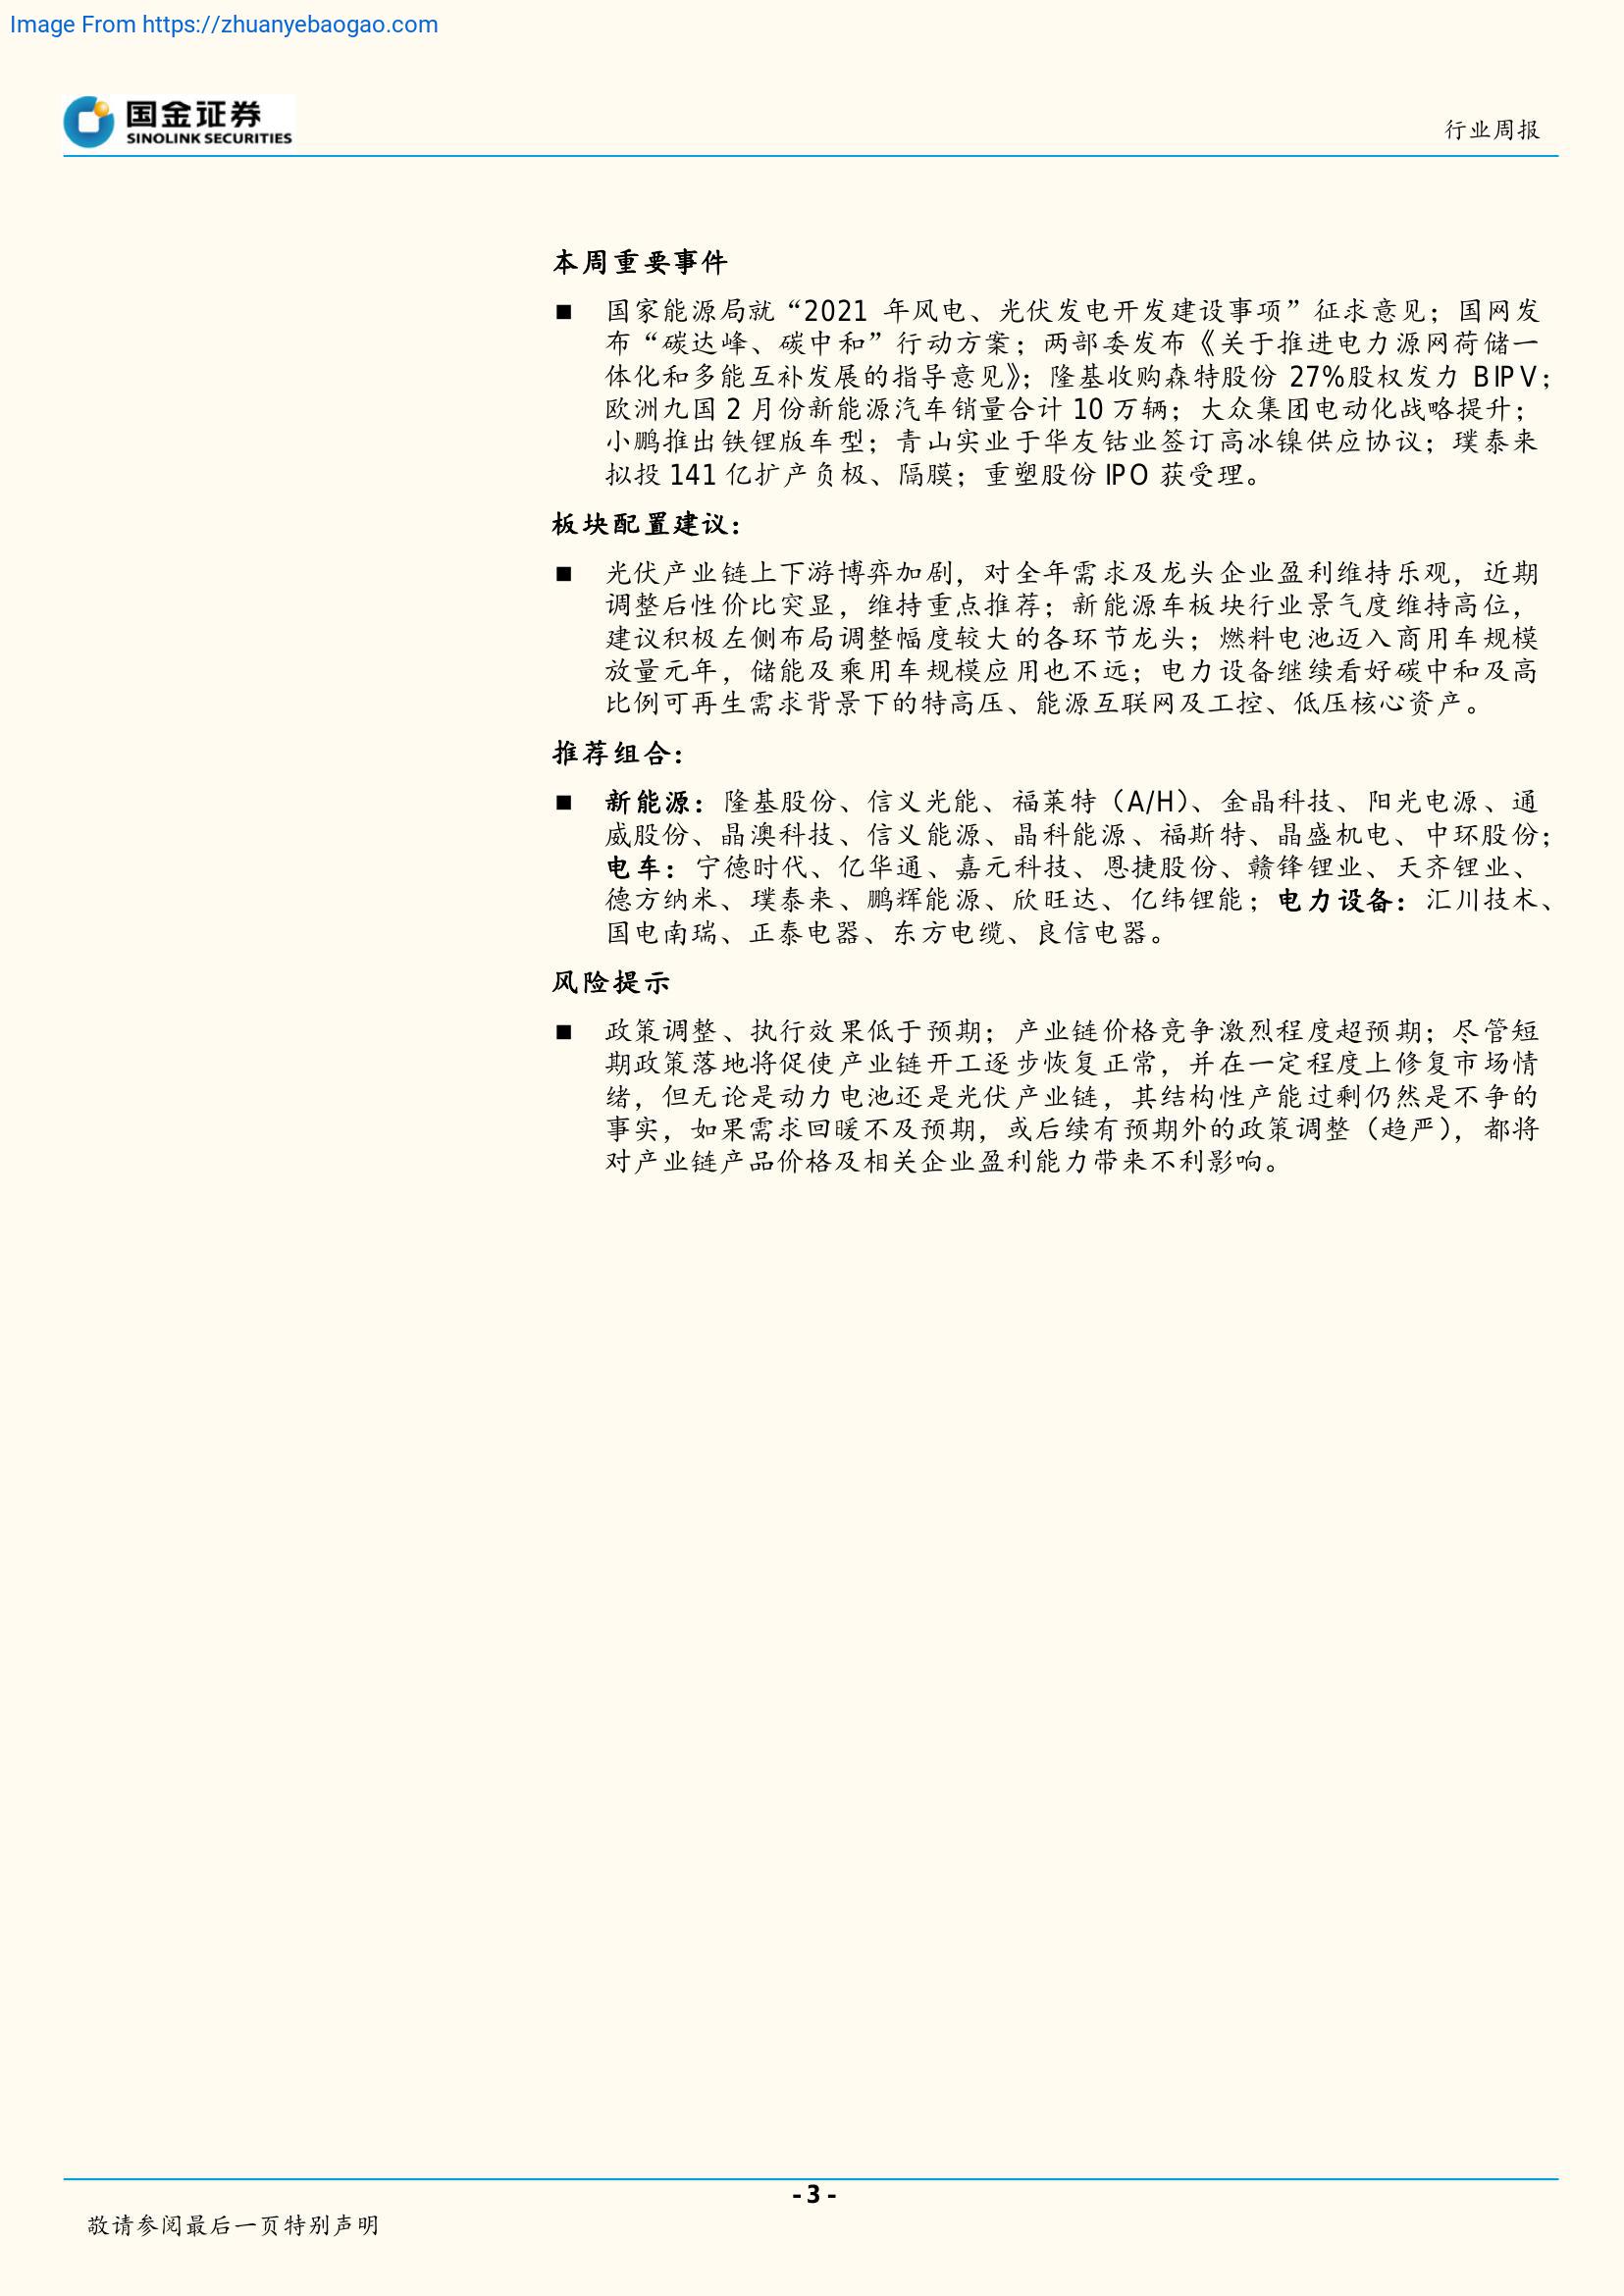 Image From https://zhuanyebaogao.com
国金证券
SINOLINK SECURITIES
行业周报
本周重要事件
■ 国家能源局就“2021 年风电、光伏发电开发建设事项”征求意见；国网发
布“碳达峰、碳中和”行动方案；两部委发布《关于推进电力源网荷储一
体化和多能互补发展的指导意见》；隆基收购森特股份 27%股权发力 BIPV；
欧洲九国 2 月份新能源汽车销量合计 10 万辆；大众集团电动化战略提升；
小鹏推出铁锂版车型；青山实业于华友钴业签订高冰镍供应协议；璞泰来
拟投 141 亿扩产负极、隔膜；重塑股份 IPO 获受理。
板块配置建议：
■ 光伏产业链上下游博弈加剧，对全年需求及龙头企业盈利维持乐观，近期
调整后性价比突显，维持重点推荐；新能源车板块行业景气度维持高位，
建议积极左侧布局调整幅度较大的各环节龙头；燃料电池迈入商用车规模
放量元年，储能及乘用车规模应用也不远；电力设备继续看好碳中和及高
比例可再生需求背景下的特高压、能源互联网及工控、低压核心资产。
推荐组合：
■ 新能源：隆基股份、信义光能、福莱特（A/H）、金晶科技、阳光电源、通
威股份、晶澳科技、信义能源、晶科能源、福斯特、晶盛机电、中环股份；
电车：宁德时代、亿华通、嘉元科技、恩捷股份、赣锋锂业、天齐锂业、
德方纳米、璞泰来、鹏辉能源、欣旺达、亿纬锂能；电力设备：汇川技术、
国电南瑞、正泰电器、东方电缆、良信电器。
风险提示
■ 政策调整、执行效果低于预期；产业链价格竞争激烈程度超预期；尽管短
期政策落地将促使产业链开工逐步恢复正常，并在一定程度上修复市场情
绪，但无论是动力电池还是光伏产业链，其结构性产能过剩仍然是不争的
事实，如果需求回暖不及预期，或后续有预期外的政策调整（趋严），都将
对产业链产品价格及相关企业盈利能力带来不利影响。
- 3 -
敬请参阅最后一页特别声明